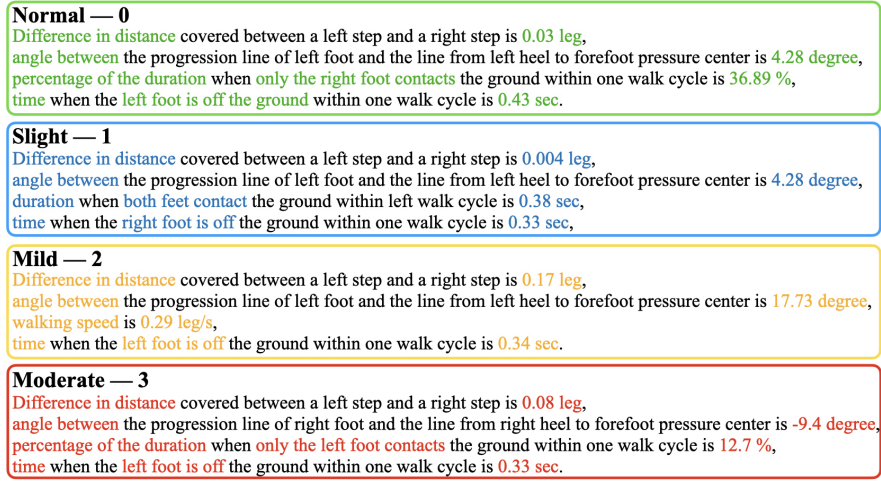 Normal — 0
Difference in distance covered between a left step and a right step is 0.03 leg,
angle between the progression line of left foot and the line from left heel to forefoot pressure center is 4.28 degree,
percentage of the duration when only the right foot contacts the ground within one walk cycle is 36.89 %,
time when the left foot is off the ground within one walk cycle is 0.43 sec.
Slight — 1
Difference in distance covered between a left step and a right step is 0.004 leg,
angle between the progression line of left foot and the line from left heel to forefoot pressure center is 4.28 degree,
duration when both feet contact the ground within left walk cycle is 0.38 sec,
time when the right foot is off the ground within one walk cycle is 0.33 sec,
Mild — 2
Difference in distance covered between a left step and a right step is 0.17 leg,
angle between the progression line of left foot and the line from left heel to forefoot pressure center is 17.73 degree,
walking speed is 0.29 leg/s,
time when the left foot is off the ground within one walk cycle is 0.34 sec.
Moderate — 3
Difference in distance covered between a left step and a right step is 0.08 leg,
angle between the progression line of right foot and the line from right heel to forefoot pressure center is -9.4 degree,
percentage of the duration when only the left foot contacts the ground within one walk cycle is 12.7 %,
time when the left foot is off the ground within one walk cycle is 0.33 sec.